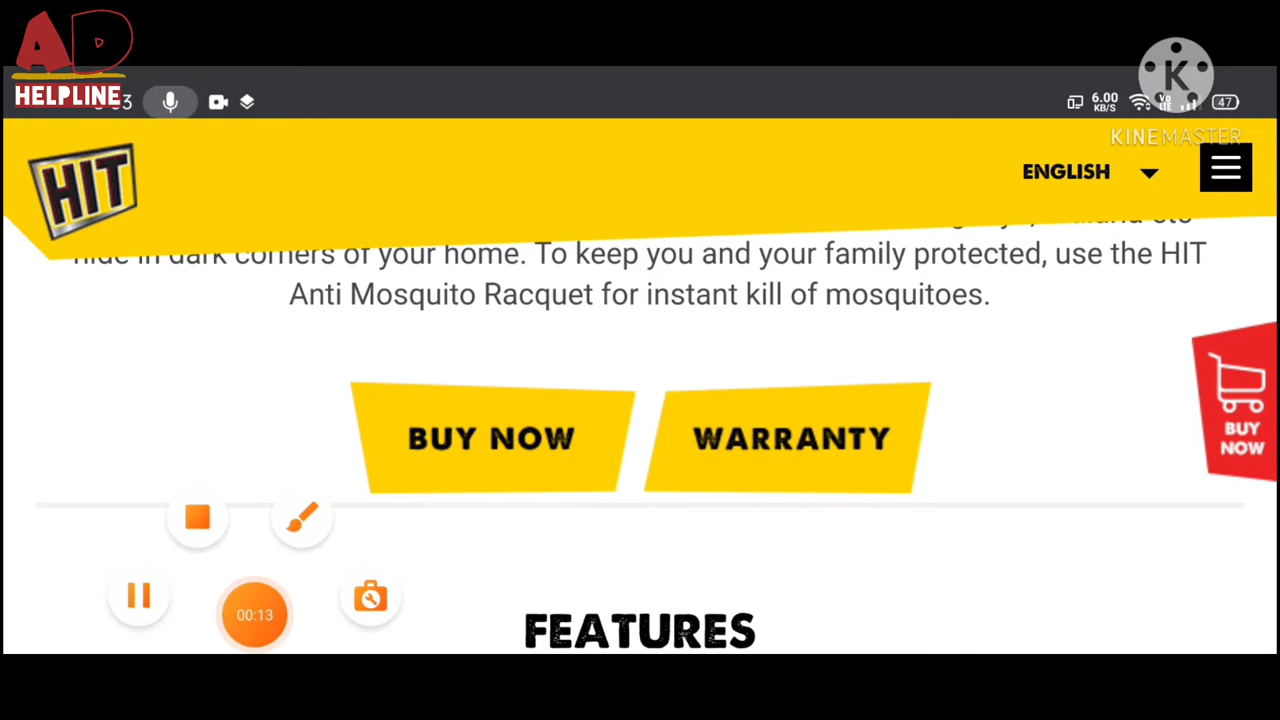 AD
HELPLINE
6.00
KB/S
Vo
LTE
47
K
KINEMASTER
HIT
ENGLISH
hide in dark corners of your home. To keep you and your family protected, use the HIT
Anti Mosquito Racquet for instant kill of mosquitoes.
BUY NOW
WARRANTY
BUY
NOW
00:13
FEATURES